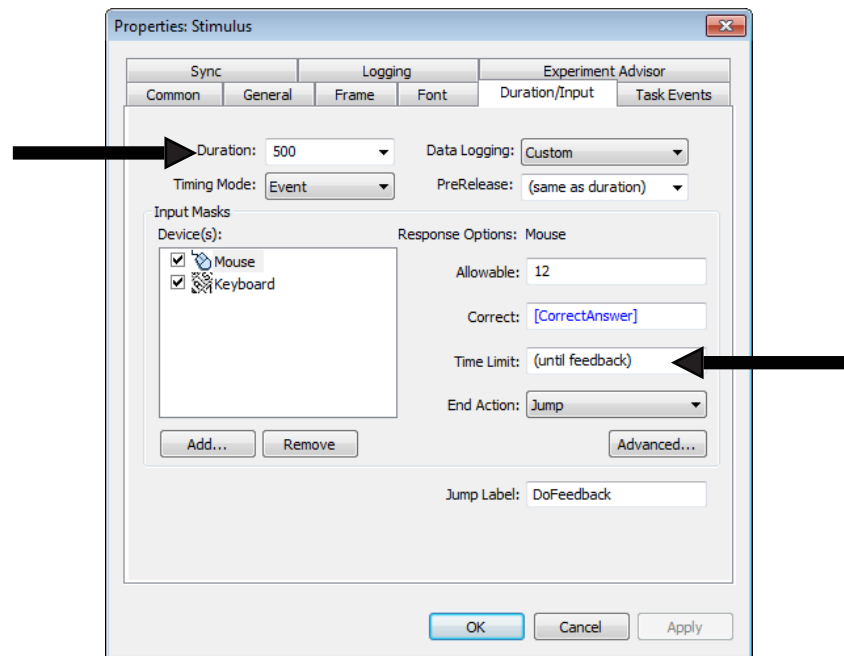 Properties: Stimulus
Sync Logging Experiment Advisor
Common General Frame Font Duration/Input Task Events
Duration: 500 Data Logging: Custom
Timing Mode: Event PreRelease: (same as duration)
Input Masks
Device(s): Response Options: Mouse
Mouse
Keyboard
Allowable: 12
Correct: [CorrectAnswer]
Time Limit: (until feedback)
End Action: Jump
Add... Remove Advanced...
Jump Label: DoFeedback
OK Cancel Apply